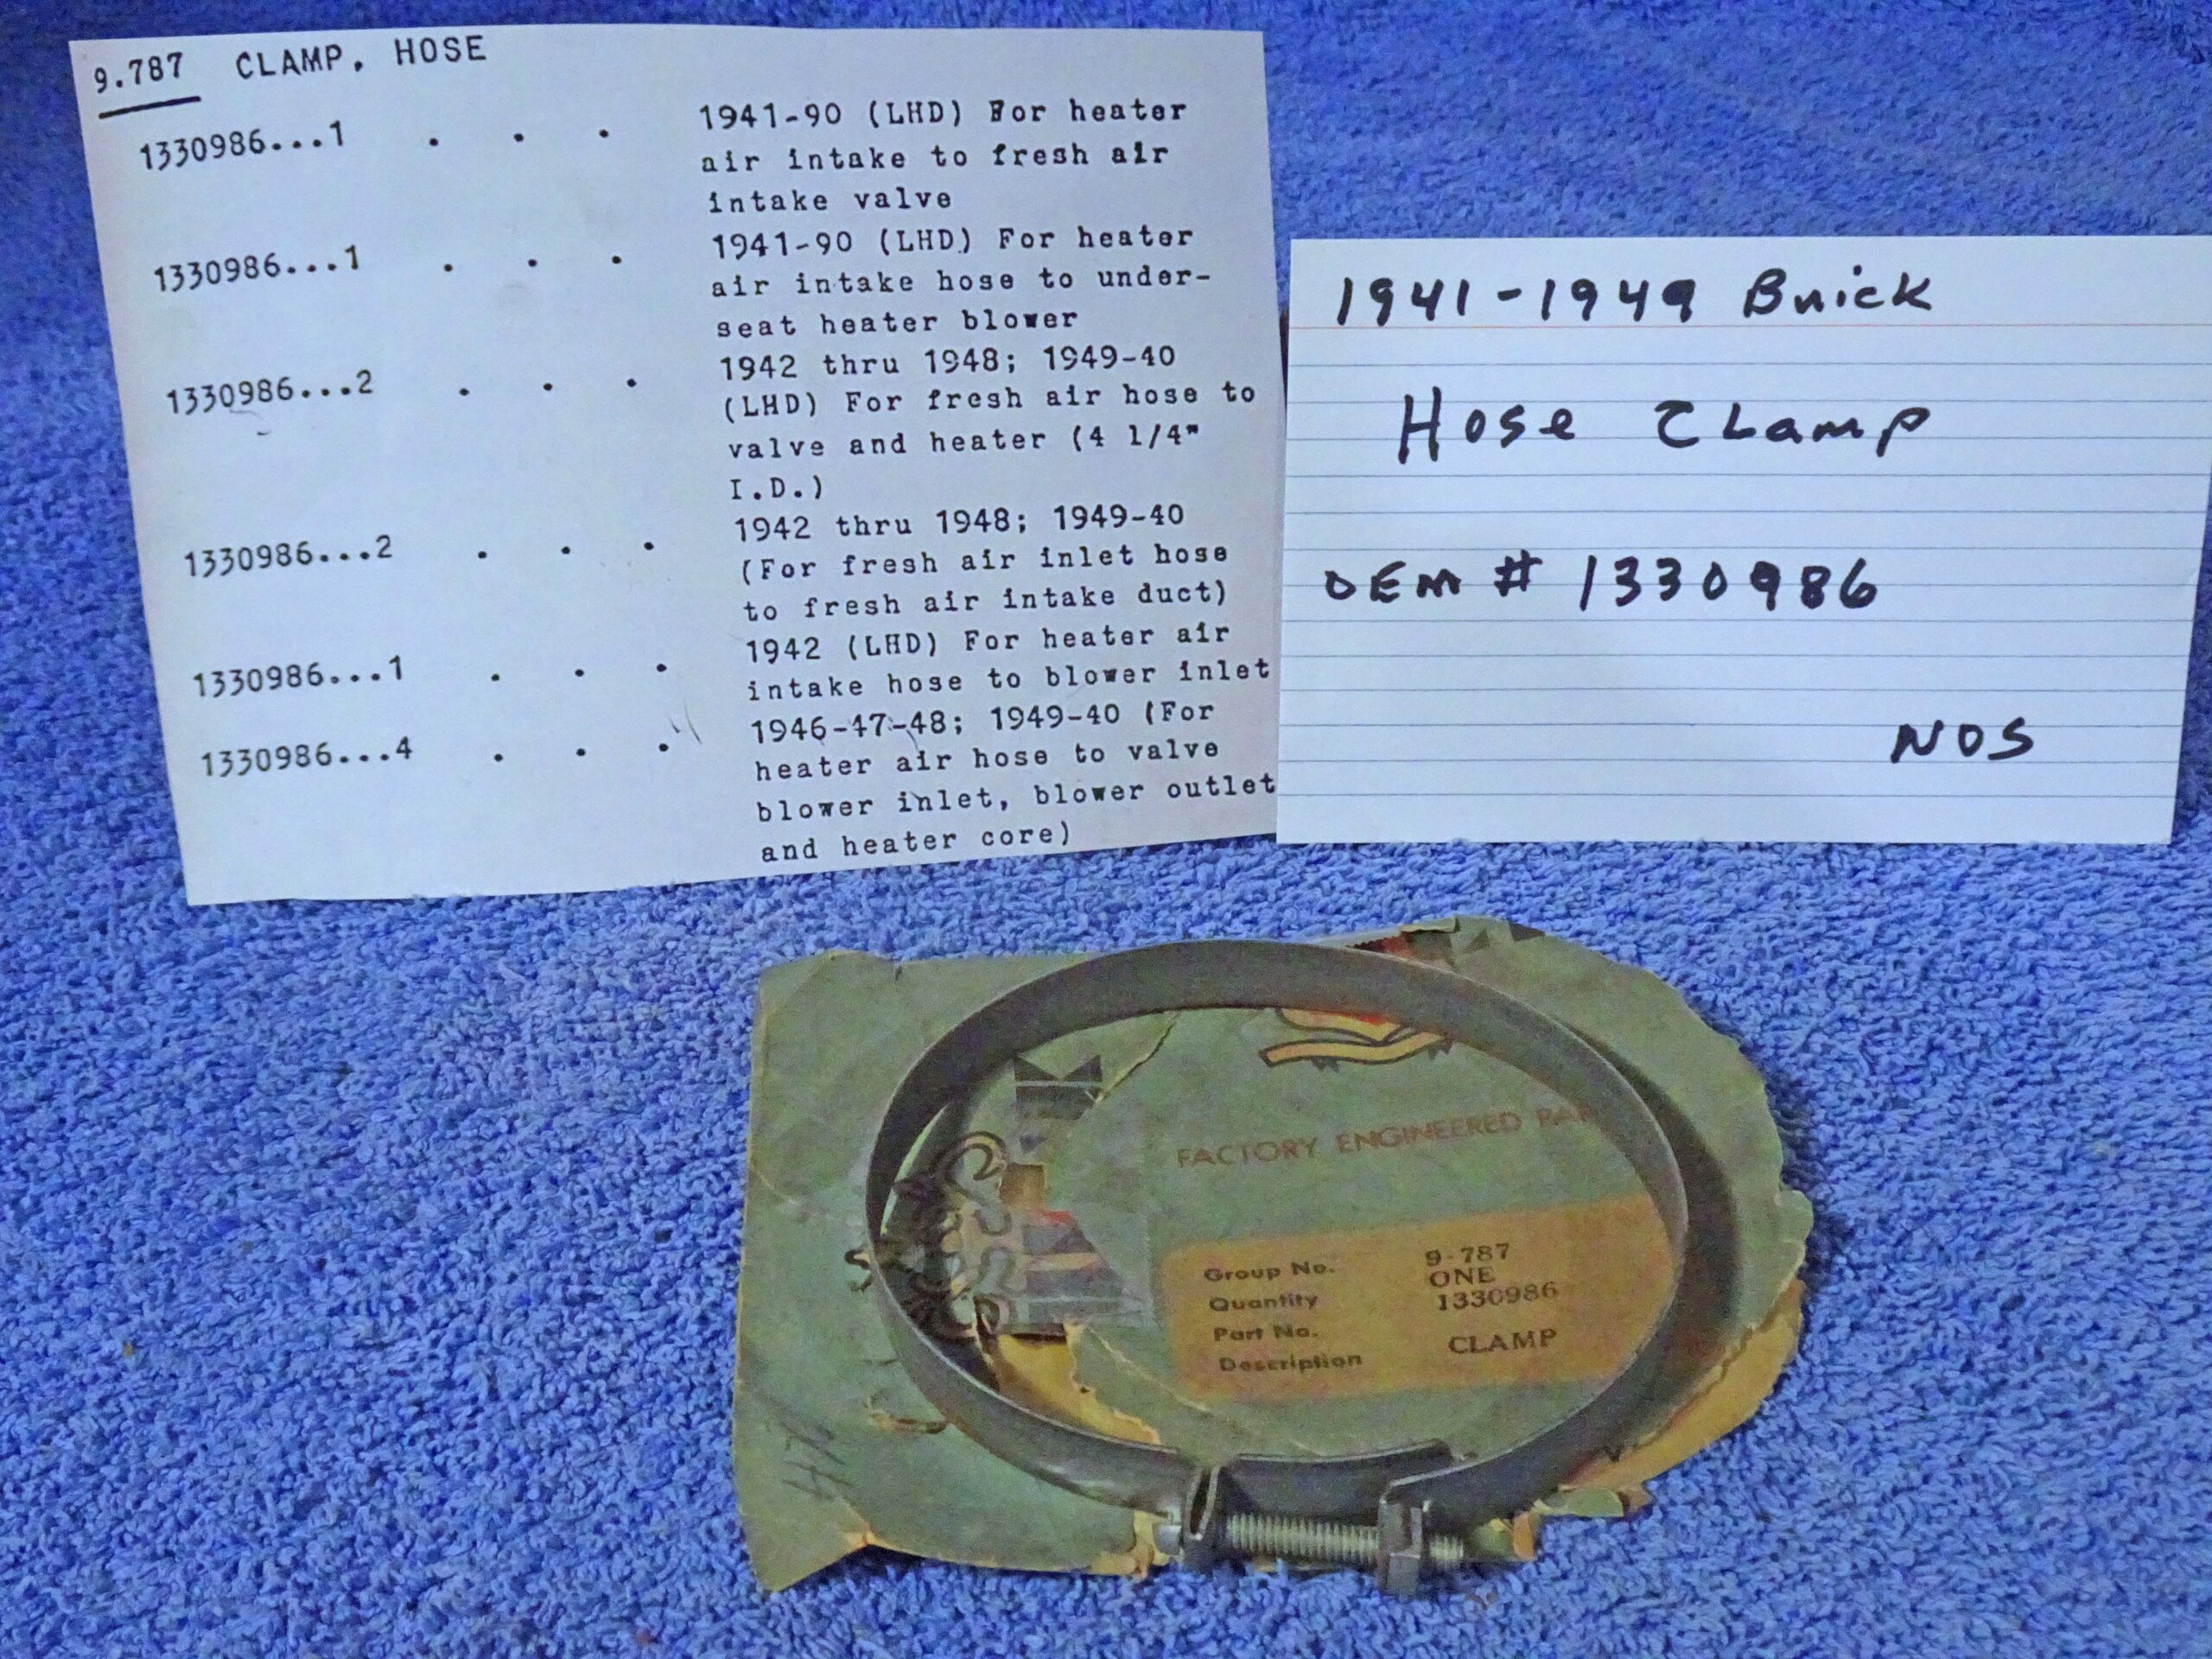 9.787 CLAMP, HOSE
1330986...1 . . . 1941-90 (LHD) For heater
air intake to fresh air
intake valve
1330986...1 . . . 1941-90 (LHD) For heater
air intake hose to under-
seat heater blower
1330986...2 . . . 1942 thru 1948; 1949-40
(LHD) For fresh air hose to
valve and heater (4 1/4"
I.D.)
1330986...2 . . . 1942 thru 1948; 1949-40
(For fresh air inlet hose
to fresh air intake duct)
1330986...1 . . . 1942 (LHD) For heater air
intake hose to blower inlet
1330986...4 . . . 1946-47-48; 1949-40 (For
heater air hose to valve
blower inlet, blower outlet
and heater core)
1941-1949 Buick
Hose Clamp
OEM # 1330986
NOS
FACTORY ENGINEERED
Group No. 9-787
Quantity ONE
Part No. 1330986
Description CLAMP